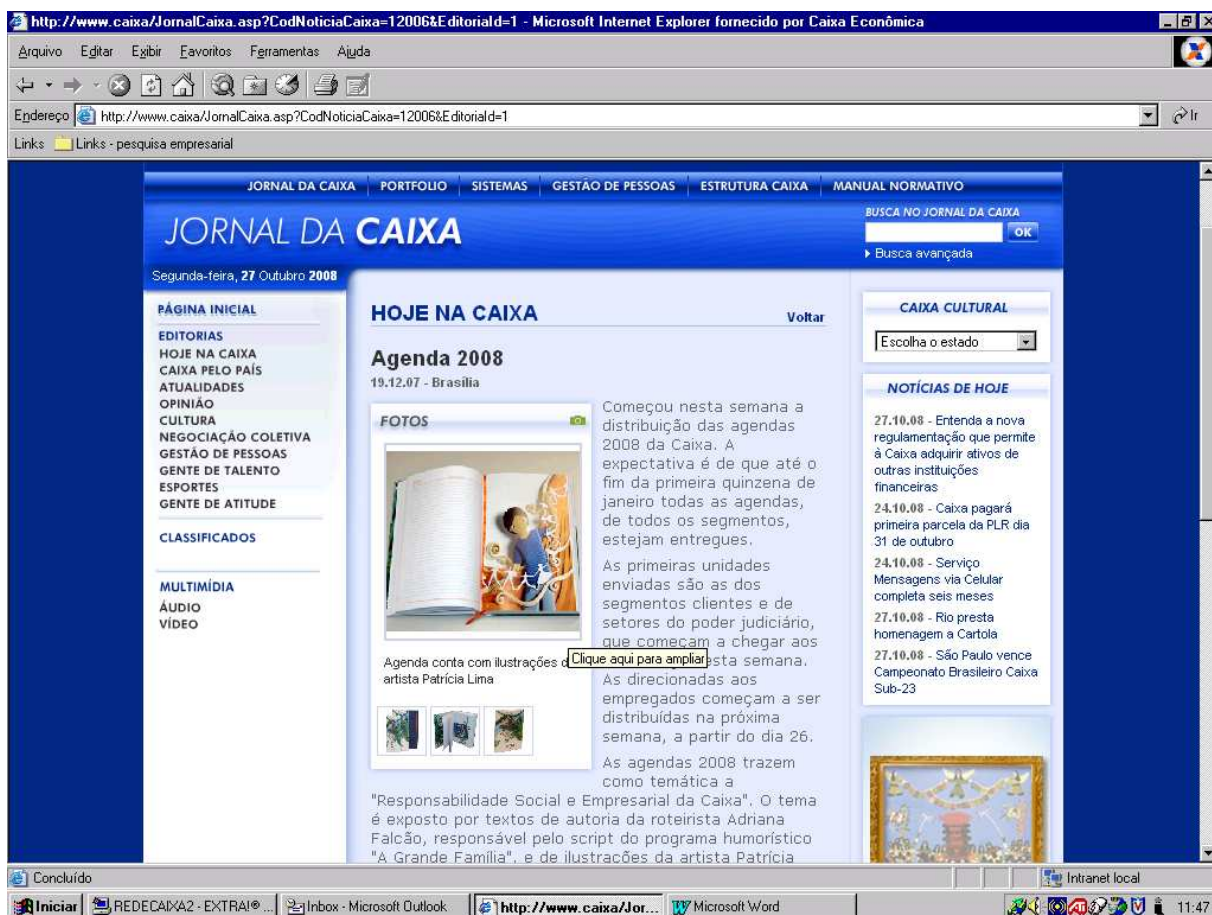 http://www.caixa/JornalCaixa.asp?CodNoticiaCaixa=12006&EditorialId=1 - Microsoft Internet Explorer fornecido por Caixa Econômica
Arquivo Editar Exibir Favoritos Ferramentas Ajuda
Endereço http://www.caixa/JornalCaixa.asp?CodNoticiaCaixa=12006&EditorialId=1 Ir
Links Links - pesquisa empresarial
JORNAL DA CAIXA PORTFOLIO SISTEMAS GESTÃO DE PESSOAS ESTRUTURA CAIXA MANUAL NORMATIVO
JORNAL DA CAIXA
BUSCA NO JORNAL DA CAIXA
OK
Busca avançada
Segunda-feira, 27 Outubro 2008
PÁGINA INICIAL
EDITORIAS
HOJE NA CAIXA
CAIXA PELO PAÍS
ATUALIDADES
OPINIÃO
CULTURA
NEGOCIAÇÃO COLETIVA
GESTÃO DE PESSOAS
GENTE DE TALENTO
ESPORTES
GENTE DE ATITUDE
CLASSIFICADOS
MULTIMÍDIA
ÁUDIO
VÍDEO
HOJE NA CAIXA
Voltar
Agenda 2008
19.12.07 - Brasília
FOTOS
Agenda conta com ilustrações d
artista Patrícia Lima
Clique aqui para ampliar
Começou nesta semana a
distribuição das agendas
2008 da Caixa. A
expectativa é de que até o
fim da primeira quinzena de
janeiro todas as agendas,
de todos os segmentos,
estejam entregues.
As primeiras unidades
enviadas são as dos
segmentos clientes e de
setores do poder judiciário,
que começam a chegar aos
esta semana.
As direcionadas aos
empregados começam a ser
distribuídas na próxima
semana, a partir do dia 26.
As agendas 2008 trazem
como temática a
"Responsabilidade Social e Empresarial da Caixa". O tema
é exposto por textos de autoria da roteirista Adriana
Falcão, responsável pelo script do programa humorístico
"A Grande Família", e de ilustrações da artista Patrícia
CAIXA CULTURAL
Escolha o estado
NOTÍCIAS DE HOJE
27.10.08 - Entenda a nova
regulamentação que permite
à Caixa adquirir ativos de
outras instituições
financeiras
24.10.08 - Caixa pagará
primeira parcela da PLR dia
31 de outubro
24.10.08 - Serviço
Mensagens via Celular
completa seis meses
27.10.08 - Rio presta
homenagem a Cartola
27.10.08 - São Paulo vence
Campeonato Brasileiro Caixa
Sub-23
Concluído
Intranet local
Iniciar REDECAIXA2 - EXTRA!® ... Inbox - Microsoft Outlook http://www.caixa/Jor... Microsoft Word 11:47